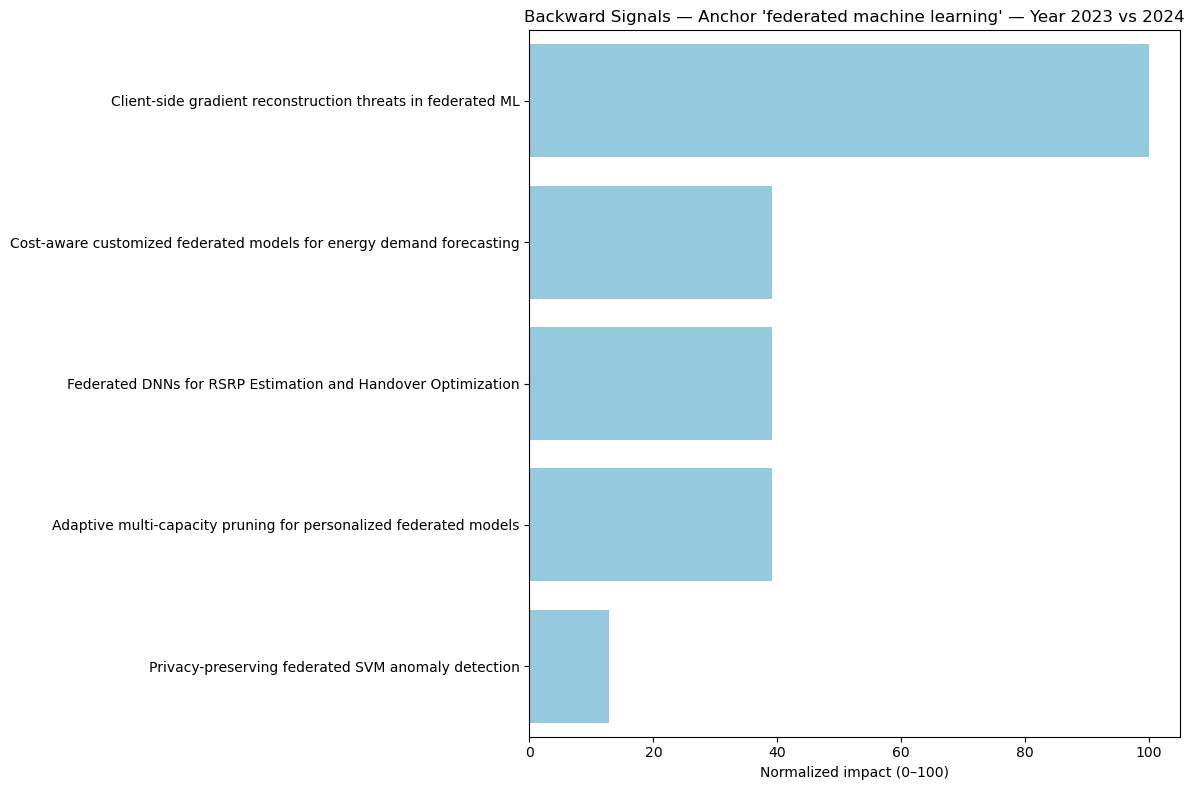 Backward Signals — Anchor 'federated machine learning' — Year 2023 vs 2024
Client-side gradient reconstruction threats in federated ML
Cost-aware customized federated models for energy demand forecasting
Federated DNNs for RSRP Estimation and Handover Optimization
Adaptive multi-capacity pruning for personalized federated models
Privacy-preserving federated SVM anomaly detection
0 20 40 60 80 100
Normalized impact (0–100)